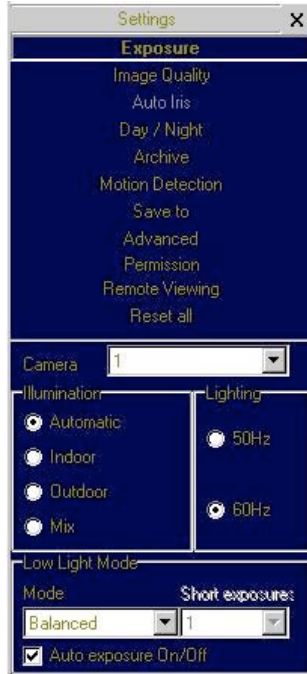 Settings X
Exposure
Image Quality
Auto Iris
Day / Night
Archive
Motion Detection
Save to
Advanced
Permission
Remote Viewing
Reset all
Camera 1
Illumination Lighting
Automatic
50Hz
Indoor
Outdoor
60Hz
Mix
Low Light Mode
Mode Short exposure:
Balanced 1
Auto exposure On/Off